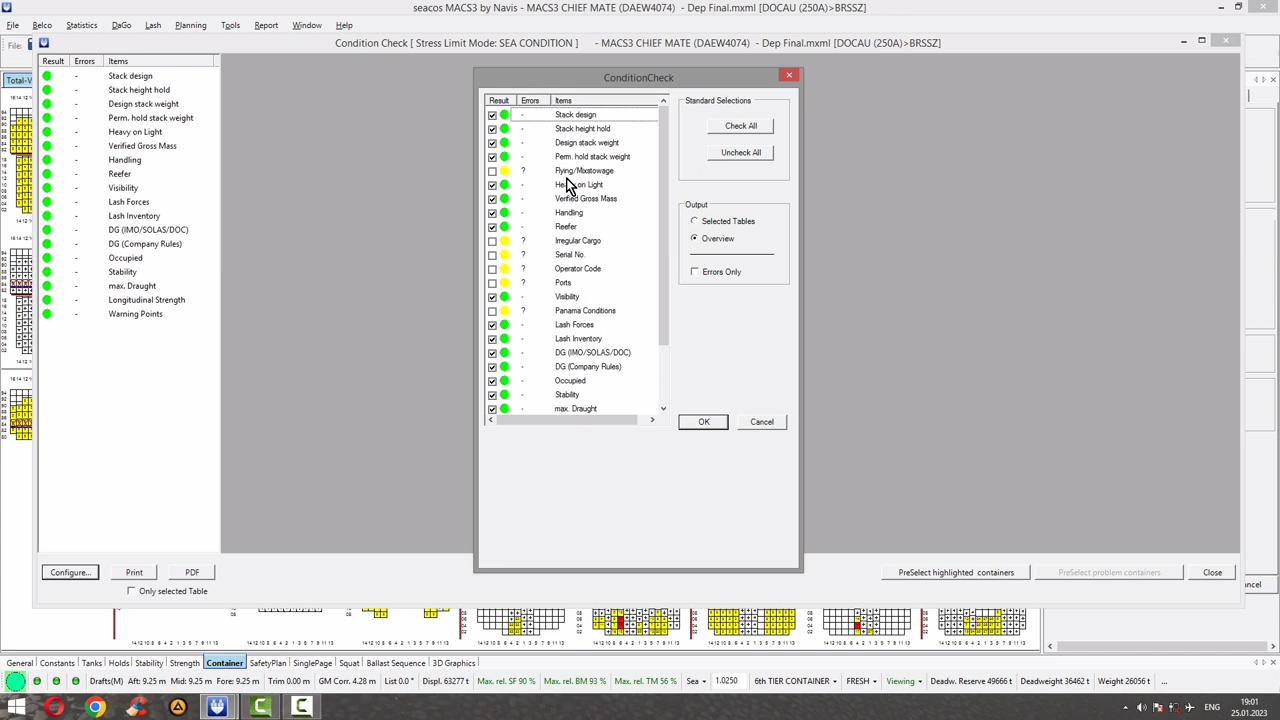 seacos MACS3 by Navis - MACS3 CHIEF MATE (DAEW4074) - Dep Final.mxml [DOCAU (250A)>BRSSZ]
File Belco Statistics DaGo Lash Planning Tools Report Window Help
File:
Condition Check [ Stress Limit Mode: SEA CONDITION ] - MACS3 CHIEF MATE (DAEW4074) - Dep Final.mxml [DOCAU (250A)>BRSSZ]
Result Errors Items
- Stack design
- Stack height hold
- Design stack weight
- Perm. hold stack weight
- Heavy on Light
- Verified Gross Mass
- Handling
- Reefer
- Visibility
- Lash Forces
- Lash Inventory
- DG (IMO/SOLAS/DOC)
- DG (Company Rules)
- Occupied
- Stability
- max. Draught
- Longitudinal Strength
- Warning Points
Total-V
ConditionCheck
Result Errors Items
- Stack design
- Stack height hold
- Design stack weight
- Perm. hold stack weight
? Flying/Mixstowage
- Heavy on Light
- Verified Gross Mass
- Handling
- Reefer
? Irregular Cargo
? Serial No.
? Operator Code
? Ports
- Visibility
? Panama Conditions
- Lash Forces
- Lash Inventory
- DG (IMO/SOLAS/DOC)
- DG (Company Rules)
- Occupied
- Stability
- max. Draught
Standard Selections
Check All
Uncheck All
Output
Selected Tables
Overview
Errors Only
OK Cancel
Configure... Print PDF
Only selected Table
PreSelect highlighted containers PreSelect problem containers Close
ancel
General Constants Tanks Holds Stability Strength Container SafetyPlan SinglePage Squat Ballast Sequence 3D Graphics
Drafts(M) Aft: 9.25 m Mid: 9.25 m Fore: 9.25 m Trim 0.00 m GM Corr. 4.28 m List 0.0 ° Displ. 63277 t Max. rel. SF 90 % Max. rel. BM 93 % Max. rel. TM 56 % Sea 1.0250 6th TIER CONTAINER FRESH Viewing Deadw. Reserve 49666 t Deadweight 36462 t Weight 26056 t ...
ENG
19:01
25.01.2023